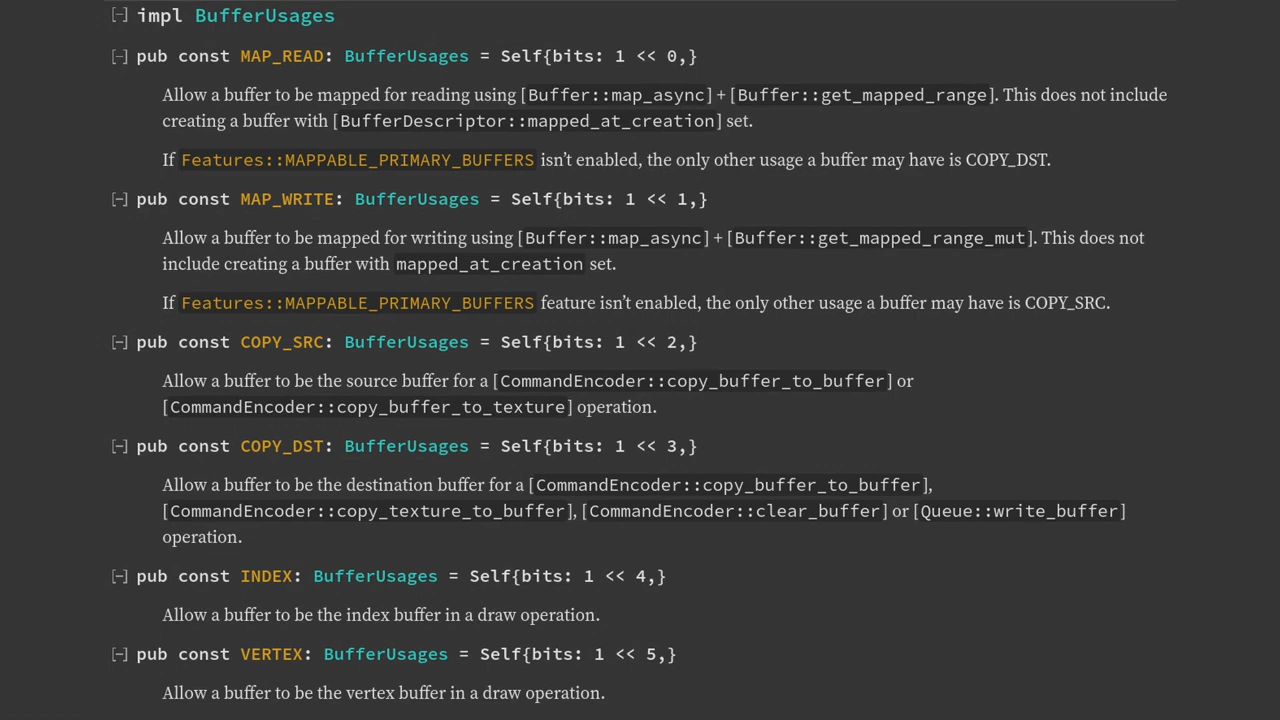 [−] impl BufferUsages
[−] pub const MAP_READ: BufferUsages = Self{bits: 1 << 0,}
Allow a buffer to be mapped for reading using [Buffer::map_async] + [Buffer::get_mapped_range]. This does not include
creating a buffer with [BufferDescriptor::mapped_at_creation] set.
If Features::MAPPABLE_PRIMARY_BUFFERS isn’t enabled, the only other usage a buffer may have is COPY_DST.
[−] pub const MAP_WRITE: BufferUsages = Self{bits: 1 << 1,}
Allow a buffer to be mapped for writing using [Buffer::map_async] + [Buffer::get_mapped_range_mut]. This does not
include creating a buffer with mapped_at_creation set.
If Features::MAPPABLE_PRIMARY_BUFFERS feature isn’t enabled, the only other usage a buffer may have is COPY_SRC.
[−] pub const COPY_SRC: BufferUsages = Self{bits: 1 << 2,}
Allow a buffer to be the source buffer for a [CommandEncoder::copy_buffer_to_buffer] or
[CommandEncoder::copy_buffer_to_texture] operation.
[−] pub const COPY_DST: BufferUsages = Self{bits: 1 << 3,}
Allow a buffer to be the destination buffer for a [CommandEncoder::copy_buffer_to_buffer],
[CommandEncoder::copy_texture_to_buffer], [CommandEncoder::clear_buffer] or [Queue::write_buffer]
operation.
[−] pub const INDEX: BufferUsages = Self{bits: 1 << 4,}
Allow a buffer to be the index buffer in a draw operation.
[−] pub const VERTEX: BufferUsages = Self{bits: 1 << 5,}
Allow a buffer to be the vertex buffer in a draw operation.